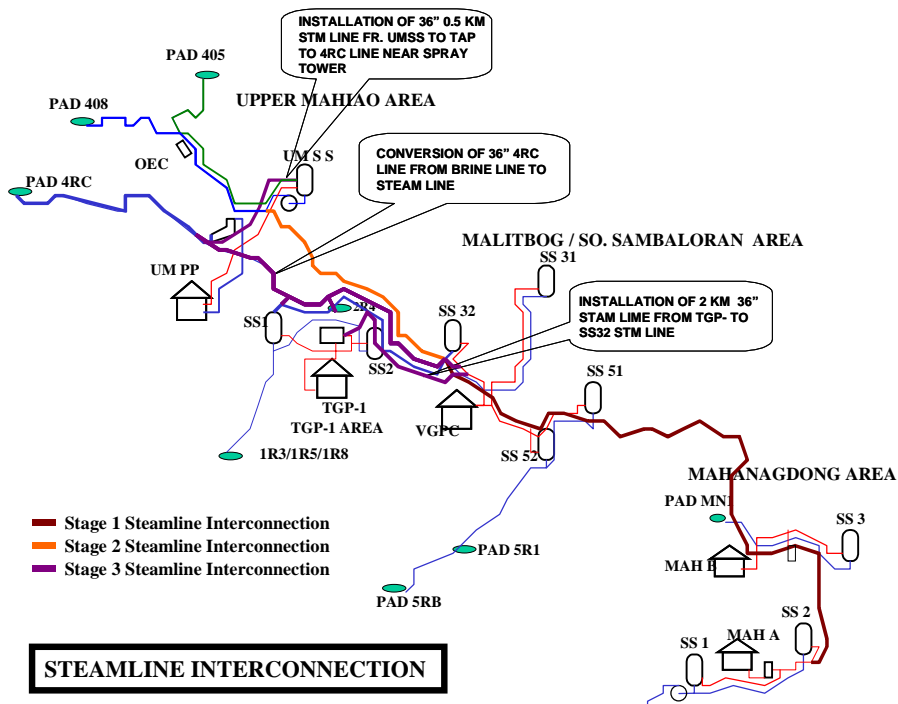 INSTALLATION OF 36” 0.5 KM
STM LINE FR. UMSS TO TAP
TO 4RC LINE NEAR SPRAY
TOWER
PAD 405
UPPER MAHIAO AREA
PAD 408
OEC
UM S S
CONVERSION OF 36” 4RC
LINE FROM BRINE LINE TO
STEAM LINE
PAD 4RC
MALITBOG / SO. SAMBALORAN AREA
SS 31
UM PP
INSTALLATION OF 2 KM 36”
STAM LIME FROM TGP- TO
SS32 STM LINE
2R4
SS1
SS 32
SS2
SS 51
TGP-1
TGP-1 AREA
VGPC
1R3/1R5/1R8
SS 52
MAHANAGDONG AREA
PAD MN1
Stage 1 Steamline Interconnection
SS 3
Stage 2 Steamline Interconnection
PAD 5R1
Stage 3 Steamline Interconnection
MAH B
PAD 5RB
SS 2
MAH A
SS 1
STEAMLINE INTERCONNECTION